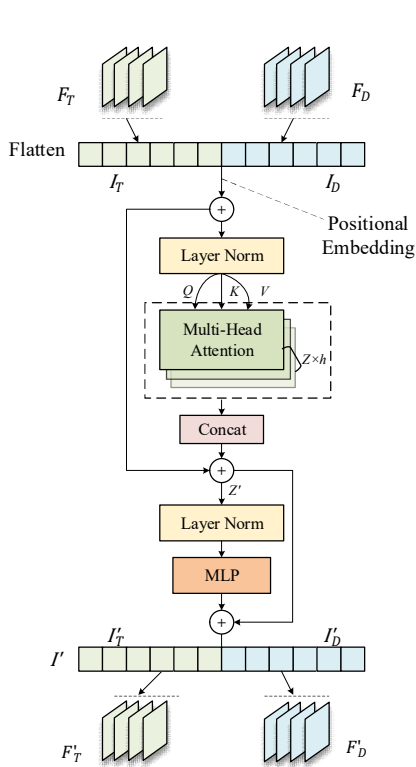 F_T
F_D
Flatten
I_T
I_D
+
Positional
Embedding
Layer Norm
Q K V
Multi-Head
Attention
Z×h
Concat
+
Z′
Layer Norm
MLP
+
I′_T
I′_D
I′
F′_T
F′_D